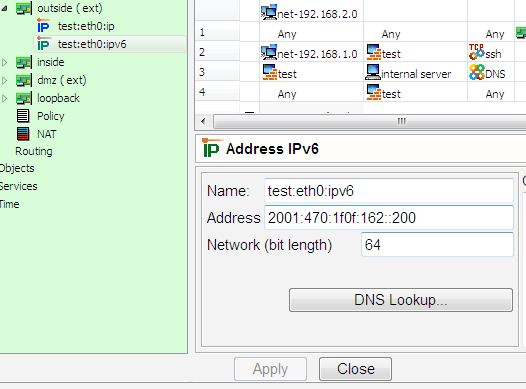 outside ( ext)
test:eth0:ip
test:eth0:ipv6
inside
dmz ( ext)
loopback
Policy
NAT
Routing
Objects
Services
Time
net-192.168.2.0
1 Any Any Any
2 net-192.168.1.0 test TCP ssh
3 test internal server DNS
4 Any test Any
IP Address IPv6
Name: test:eth0:ipv6
Address 2001:470:1f0f:162::200
Network (bit length) 64
DNS Lookup...
Apply Close